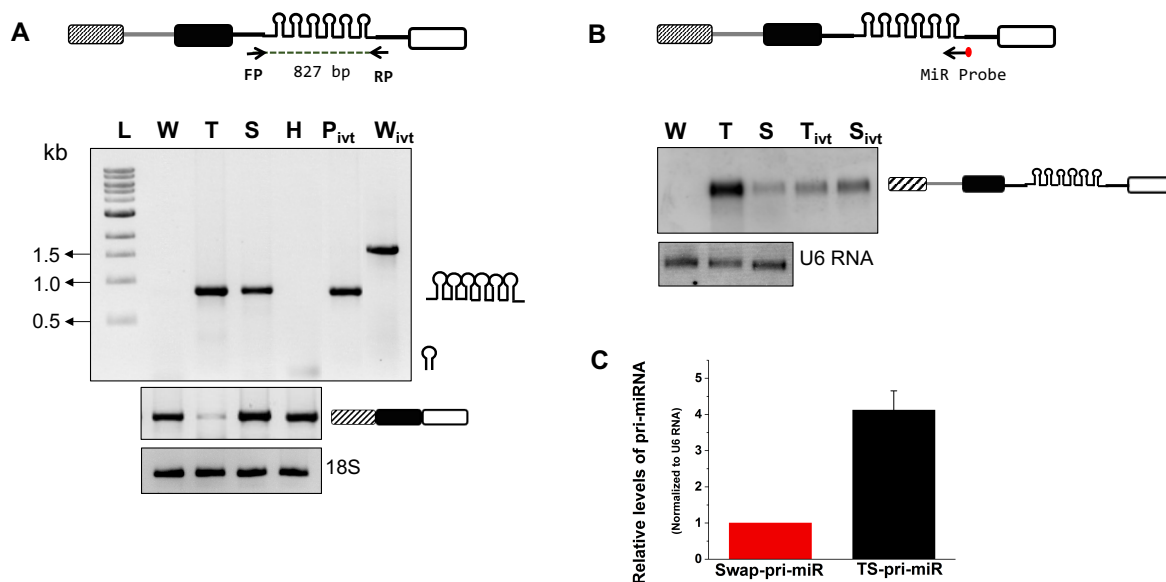 A
FP
827 bp
RP
L W T S H Pivt Wivt
kb
1.5
1.0
0.5
18S
B
MiR Probe
W T S Tivt Sivt
U6 RNA
C
Relative levels of pri-miRNA
(Normalized to U6 RNA)
5
4
3
2
1
0
Swap-pri-miR TS-pri-miR